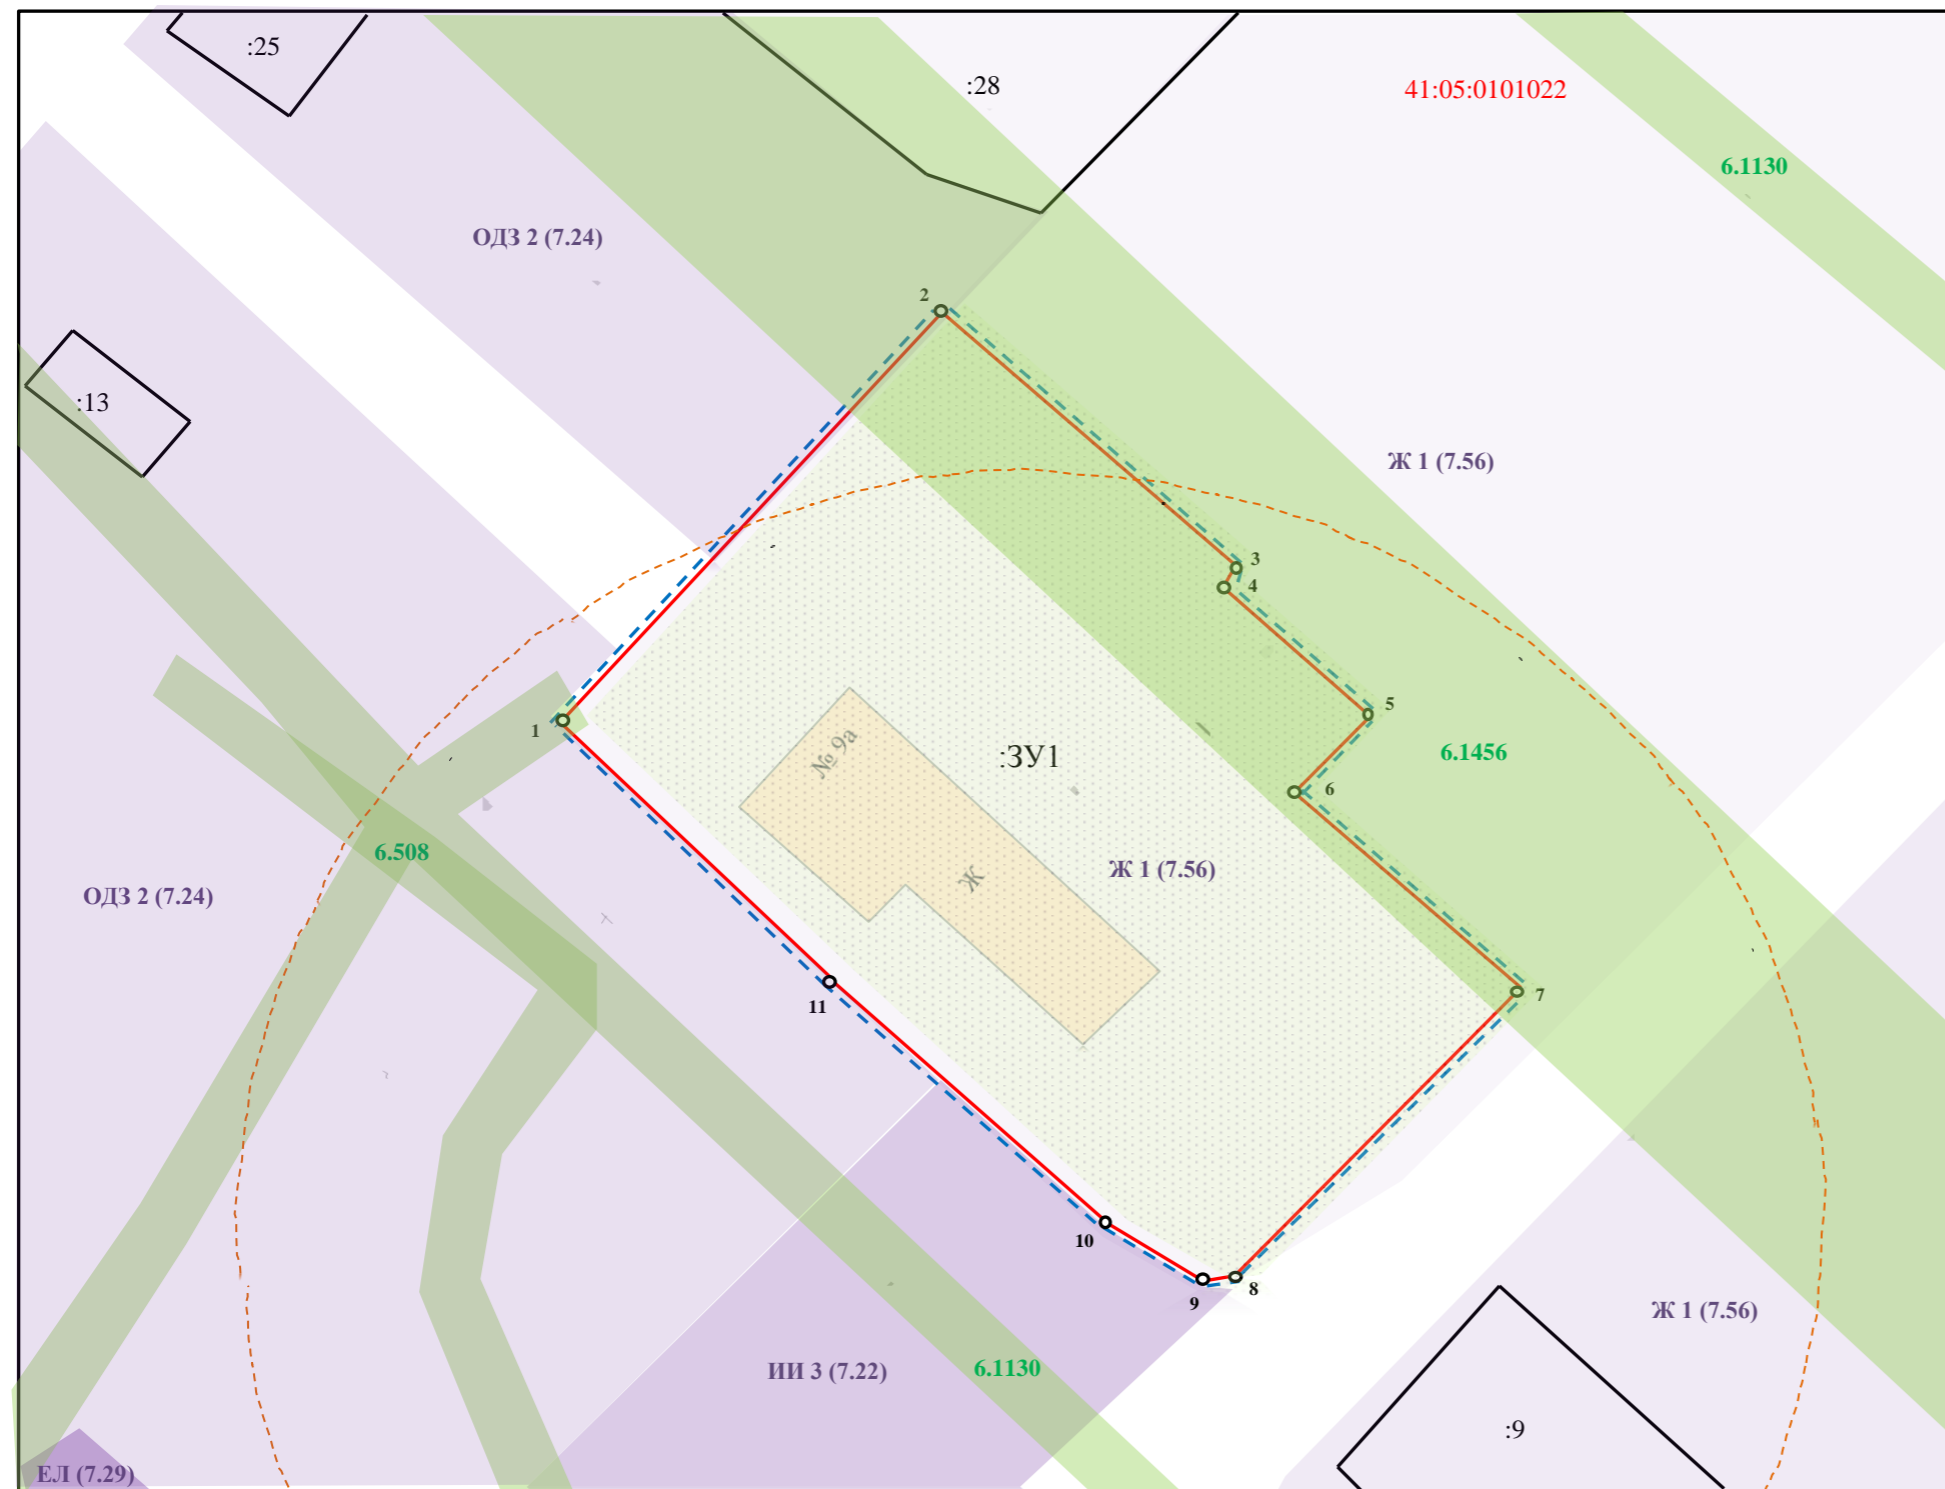 :25
:28
41:05:0101022
6.1130
ОДЗ 2 (7.24)
2
:13
Ж 1 (7.56)
3
4
5
1
№ 9а
:ЗУ1
6.1456
6
6.508
Ж
Ж 1 (7.56)
ОДЗ 2 (7.24)
7
11
10
9
8
Ж 1 (7.56)
ИИ 3 (7.22)
6.1130
:9
ЕЛ (7.29)